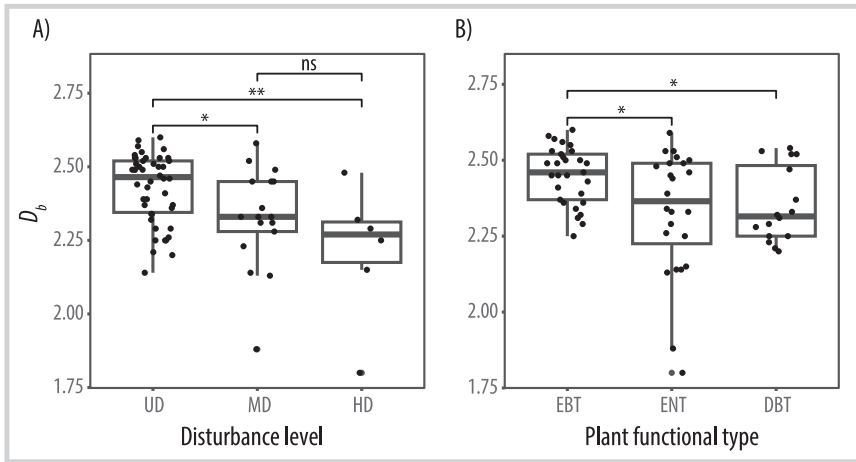 A)
ns
**
*
2.75
2.50
2.25
2.00
1.75
D_b
UD MD HD
Disturbance level
B)
*
*
2.75
2.50
2.25
2.00
1.75
EBT ENT DBT
Plant functional type